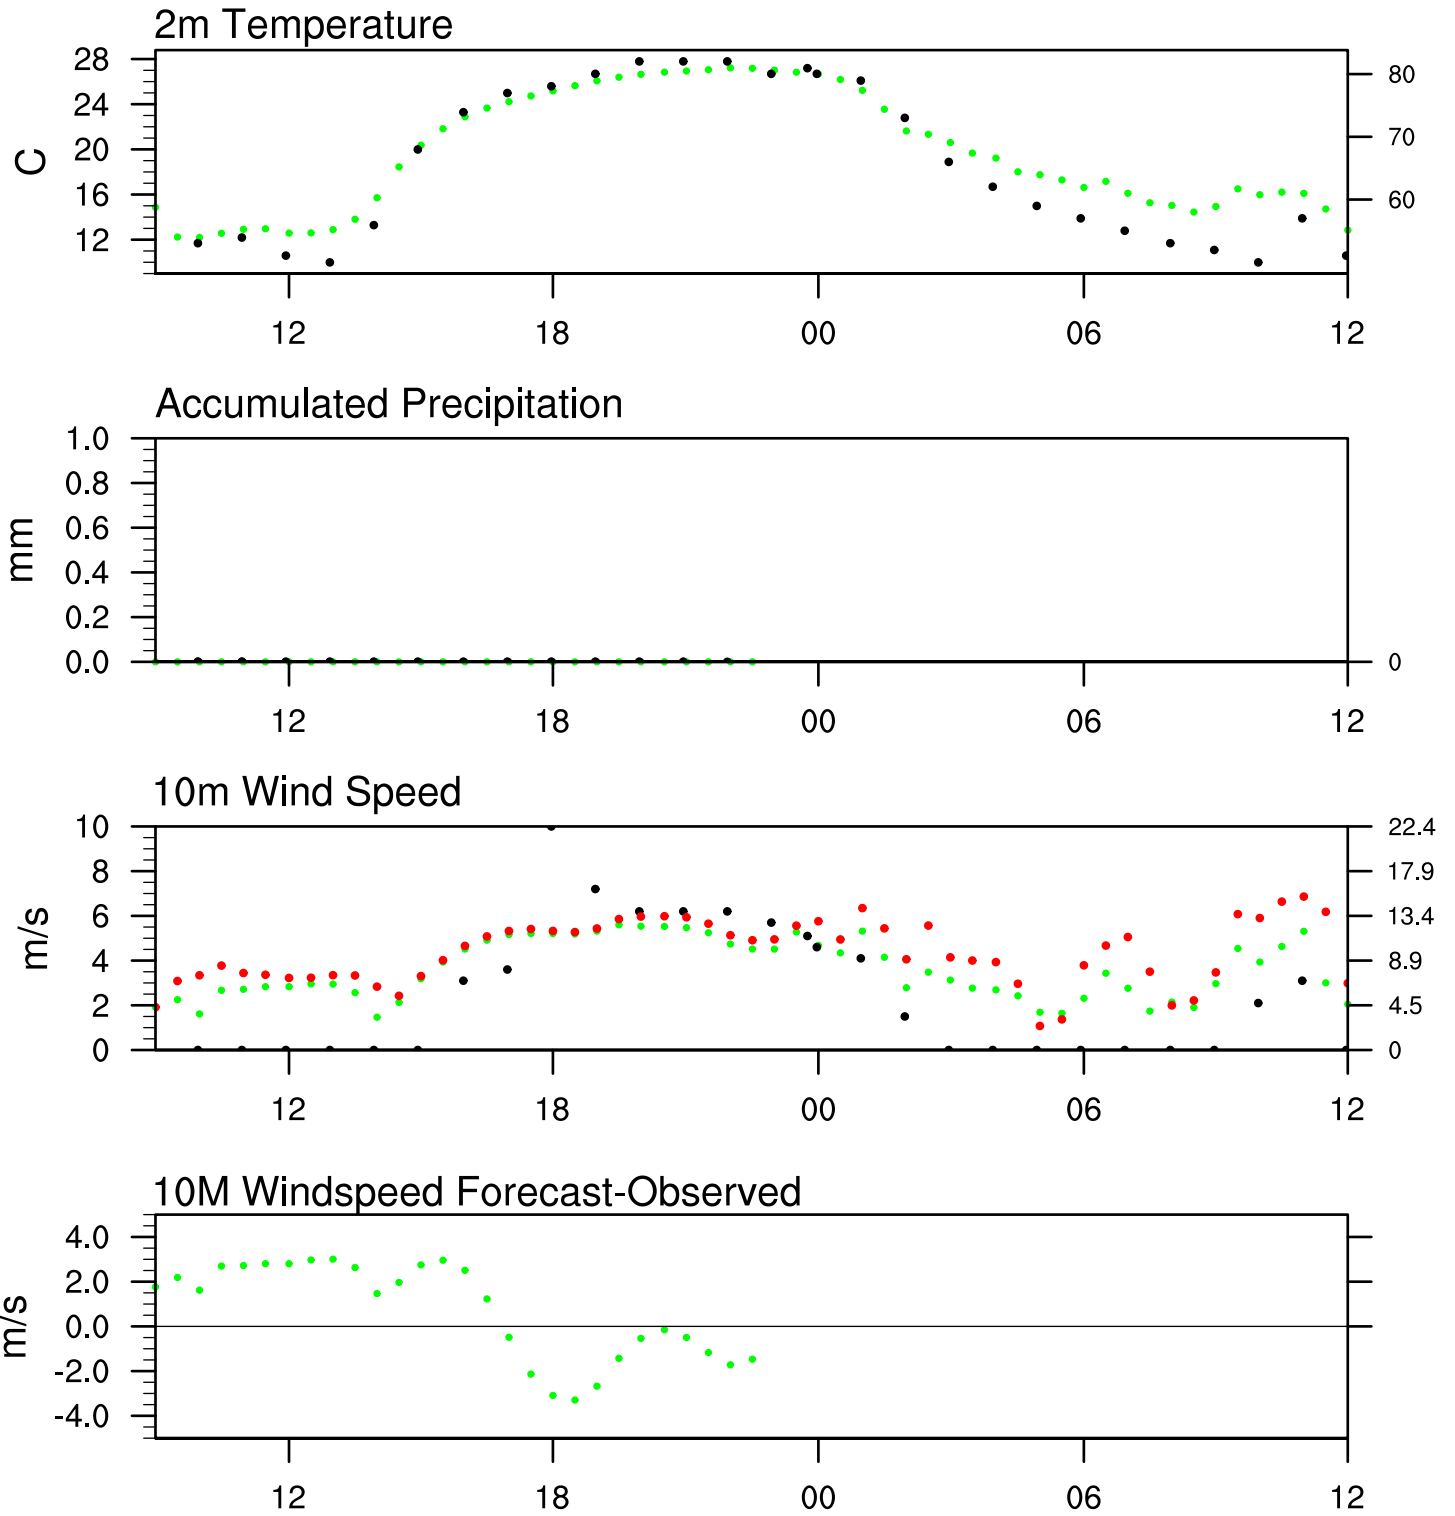 2m Temperature
C
28
24
20
16
12
80
70
60
12 18 00 06 12
Accumulated Precipitation
mm
1.0
0.8
0.6
0.4
0.2
0.0
0
12 18 00 06 12
10m Wind Speed
m/s
10
8
6
4
2
0
22.4
17.9
13.4
8.9
4.5
0
12 18 00 06 12
10M Windspeed Forecast-Observed
m/s
4.0
2.0
0.0
-2.0
-4.0
12 18 00 06 12